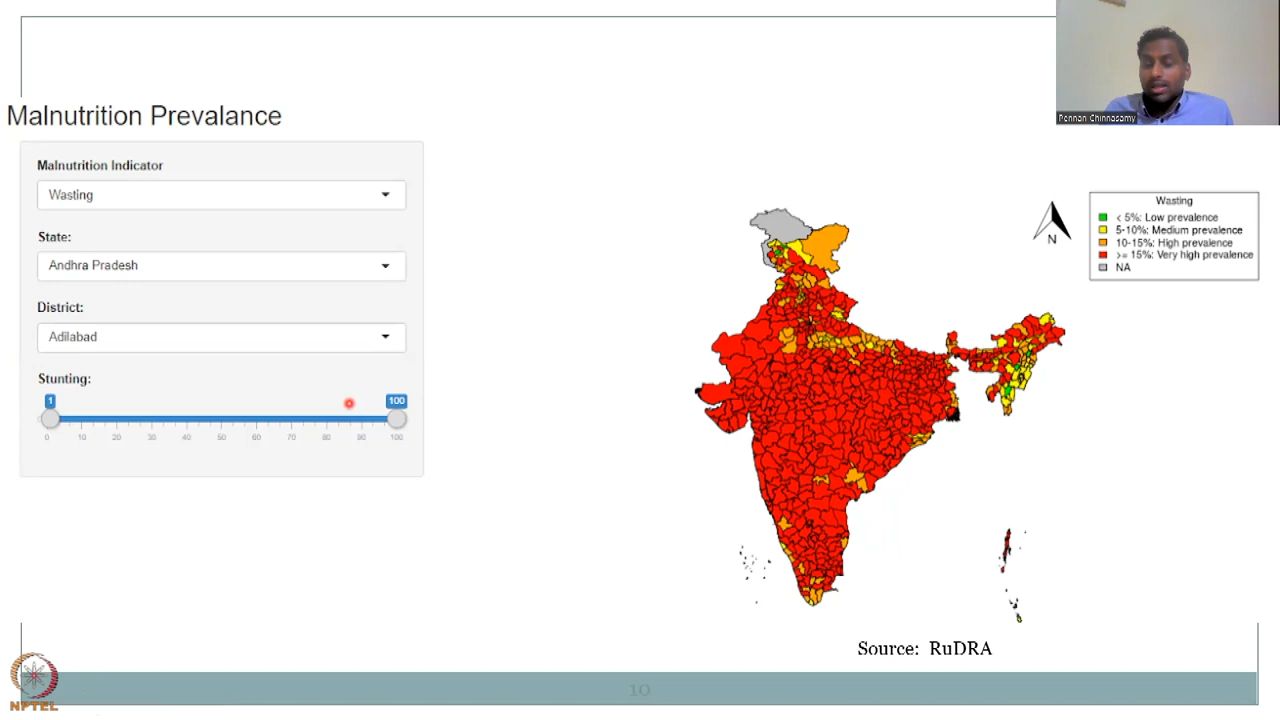 Pennan Chinnasamy
Malnutrition Prevalance
Malnutrition Indicator
Wasting
State:
Andhra Pradesh
District:
Adilabad
Stunting:
1
100
0 10 20 30 40 50 60 70 80 90 100
N
Wasting
< 5%: Low prevalence
5-10%: Medium prevalence
10-15%: High prevalence
>= 15%: Very high prevalence
NA
Source: RuDRA
10
NPTEL